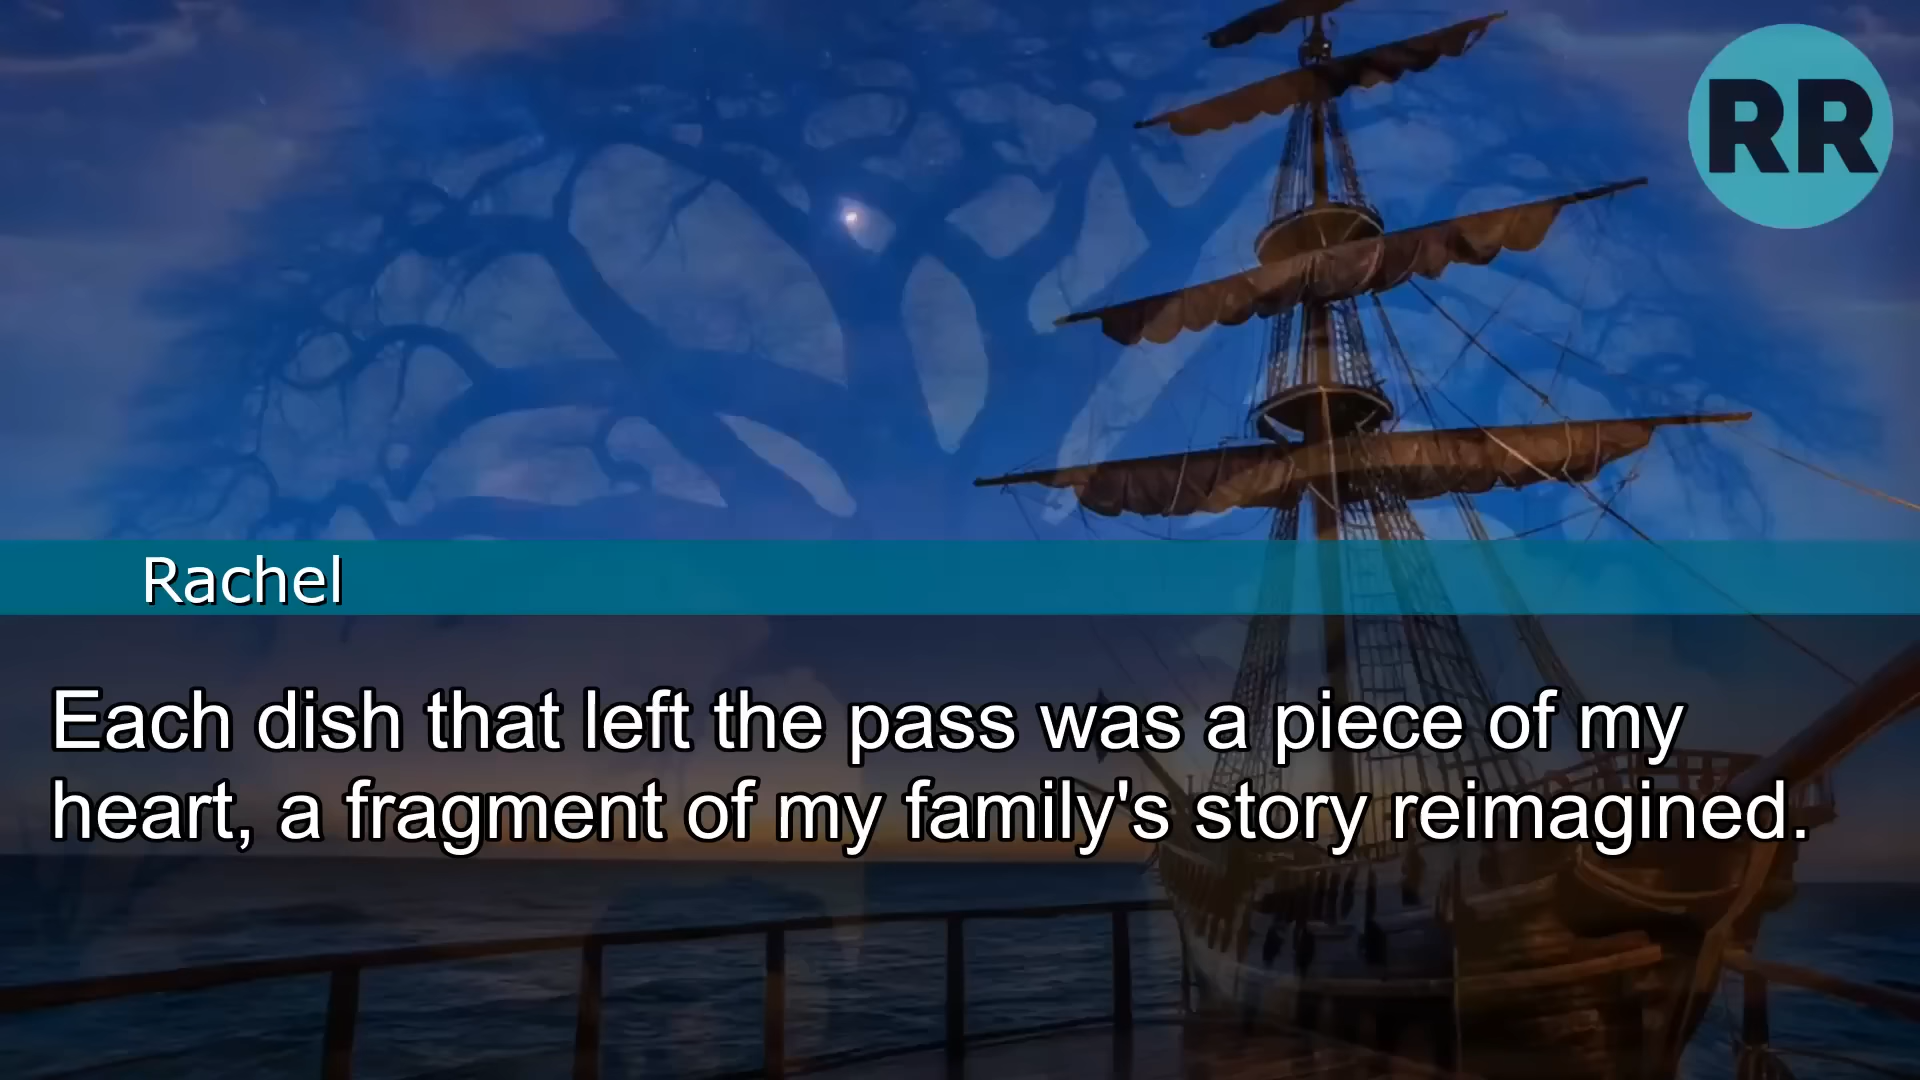 RR
Rachel
Each dish that left the pass was a piece of my
heart, a fragment of my family's story reimagined.